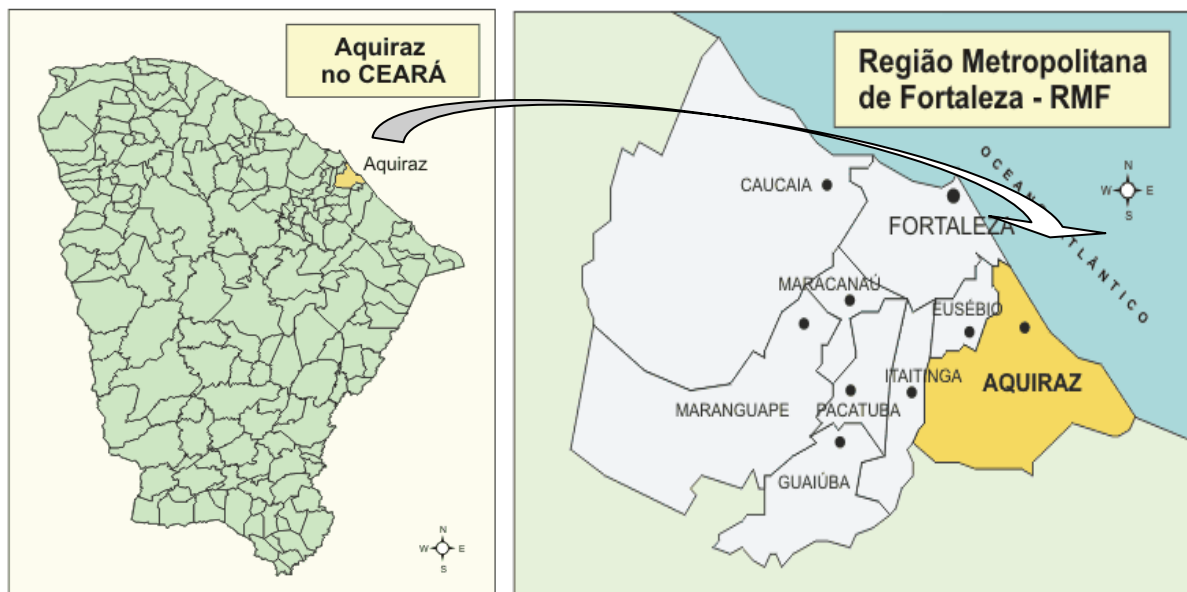 Aquiraz
no CEARÁ
Aquiraz
N
W E
S
Região Metropolitana
de Fortaleza - RMF
OCEANO ATLÂNTICO
N
W E
S
CAUCAIA
FORTALEZA
MARACANAÚ
EUSÉBIO
ITAITINGA
AQUIRAZ
MARANGUAPE
PACATUBA
GUAIÚBA